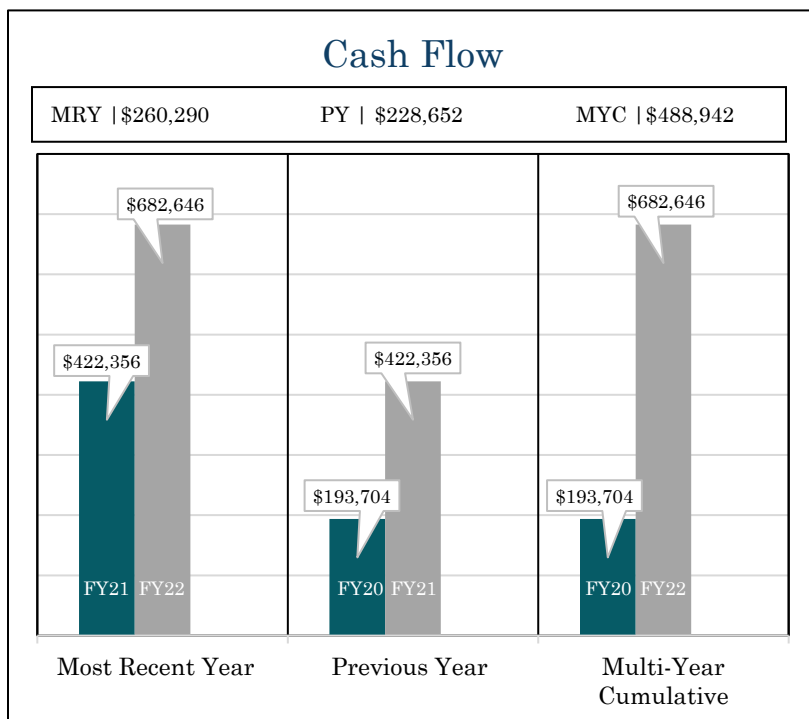 Cash Flow
MRY |$260,290 PY | $228,652 MYC |$488,942
$682,646 $682,646
$422,356 $422,356
$193,704 $193,704
FY21 FY22 FY20 FY21 FY20 FY22
Most Recent Year Previous Year Multi-Year
Cumulative